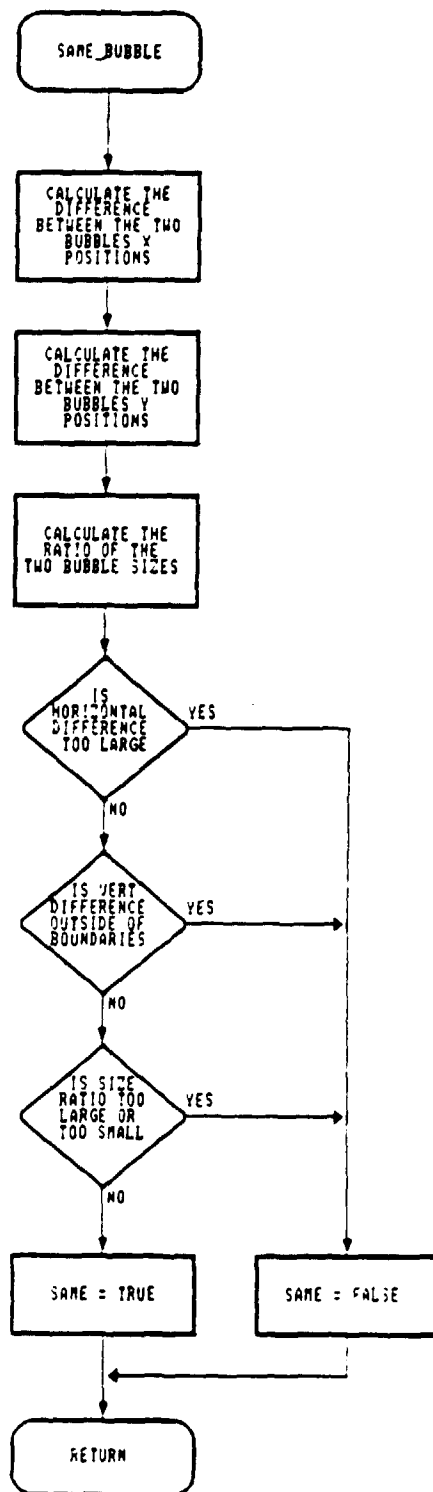 SAME_BUBBLE
CALCULATE THE
DIFFERENCE
BETWEEN THE TWO
BUBBLES X
POSITIONS
CALCULATE THE
DIFFERENCE
BETWEEN THE TWO
BUBBLES Y
POSITIONS
CALCULATE THE
RATIO OF THE
TWO BUBBLE SIZES
IS
HORIZONTAL
DIFFERENCE
TOO LARGE
YES
NO
IS VERT
DIFFERENCE
OUTSIDE OF
BOUNDARIES
YES
NO
IS SIZE
RATIO TOO
LARGE OR
TOO SMALL
YES
NO
SAME = TRUE
SAME = FALSE
RETURN